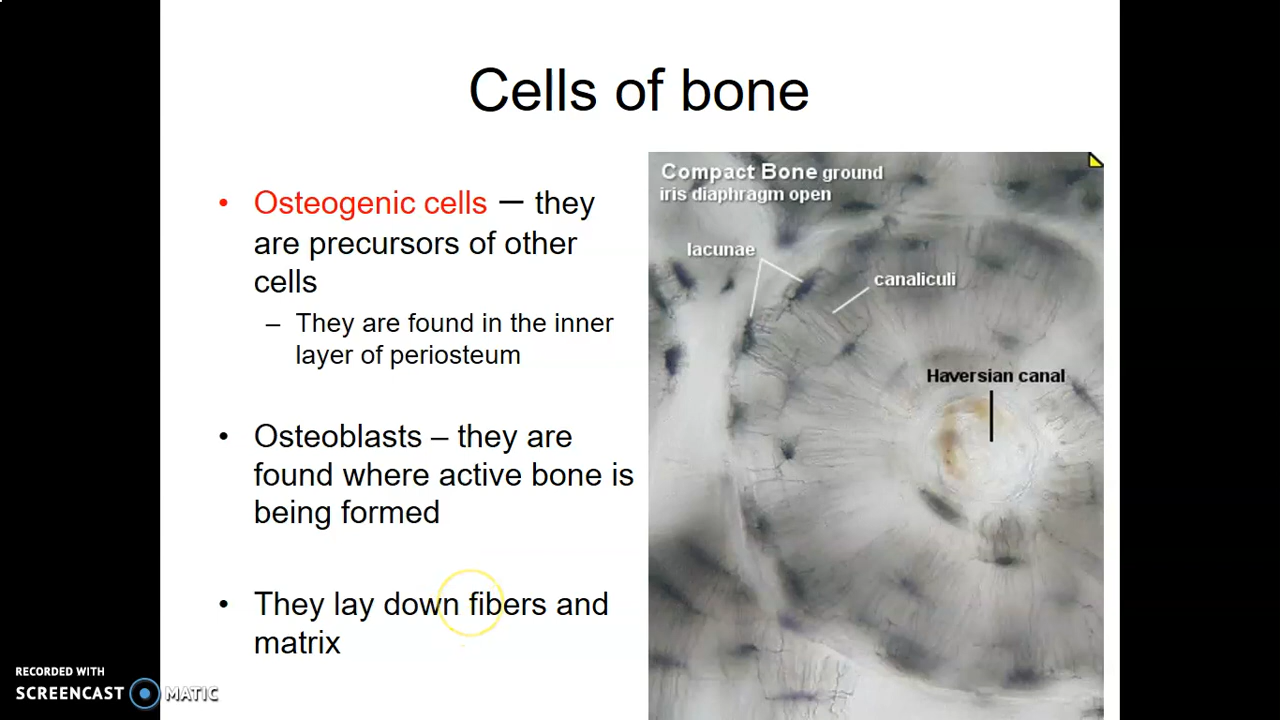 Cells of bone
• Osteogenic cells – they
are precursors of other
cells
– They are found in the inner
layer of periosteum
• Osteoblasts – they are
found where active bone is
being formed
• They lay down fibers and
matrix
Compact Bone ground
iris diaphragm open
lacunae
canaliculi
Haversian canal
RECORDED WITH
SCREENCAST MATIC